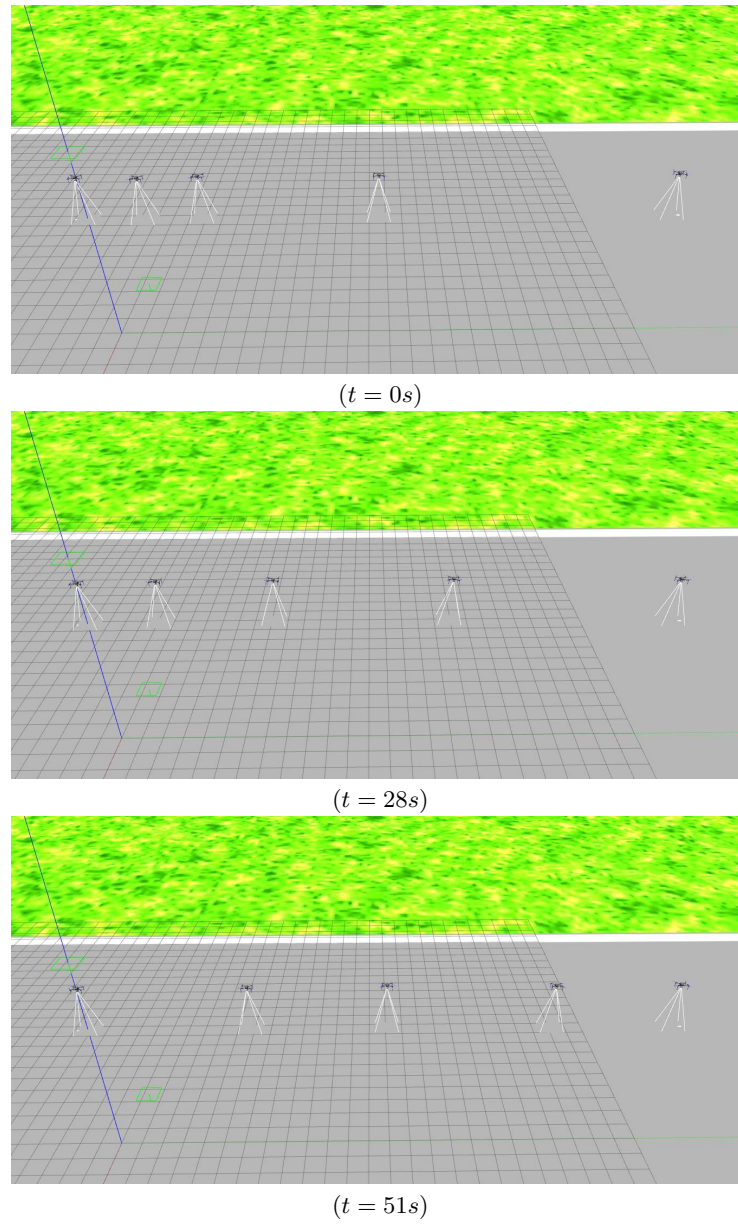 (t = 0s)
(t = 28s)
(t = 51s)